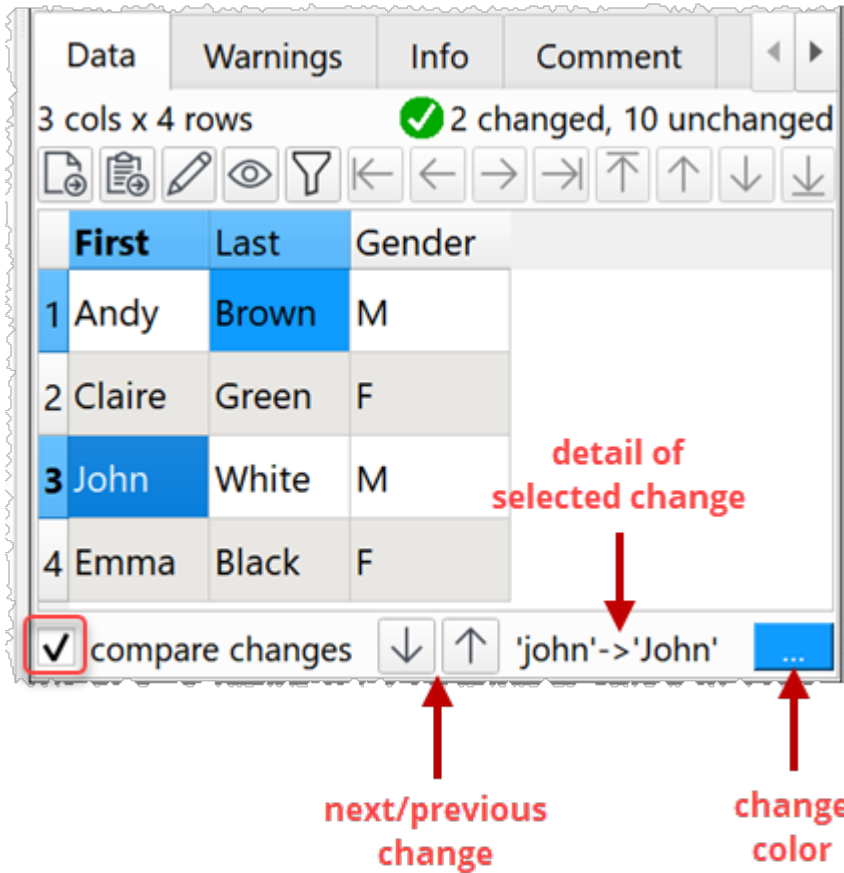 Data Warnings Info Comment
3 cols x 4 rows 2 changed, 10 unchanged
First Last Gender
1 Andy Brown M
2 Claire Green F
3 John White M
4 Emma Black F
detail of
selected change
compare changes 'john'->'John' ...
next/previous
change
change
color